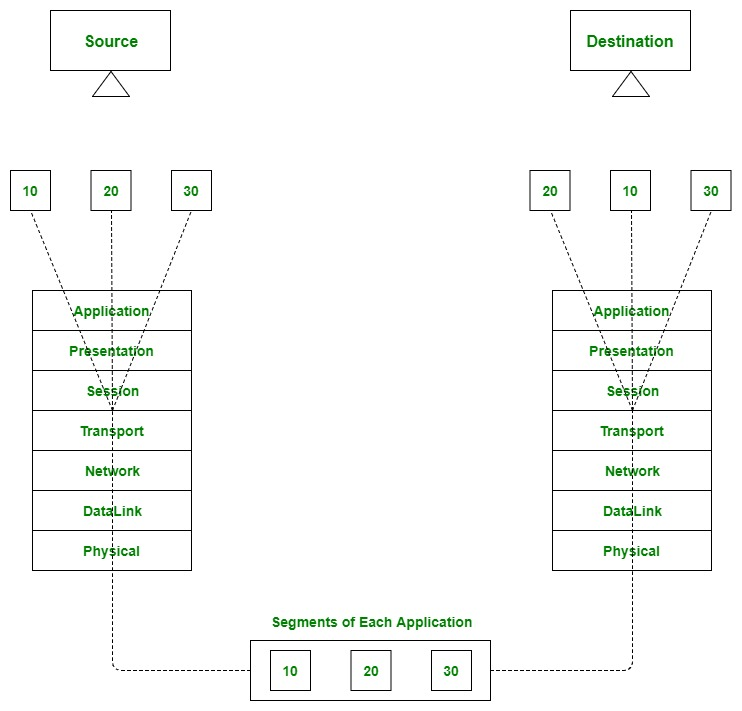 Source
Destination
10 20 30
20 10 30
Application
Presentation
Session
Transport
Network
DataLink
Physical
Application
Presentation
Session
Transport
Network
DataLink
Physical
Segments of Each Application
10 20 30